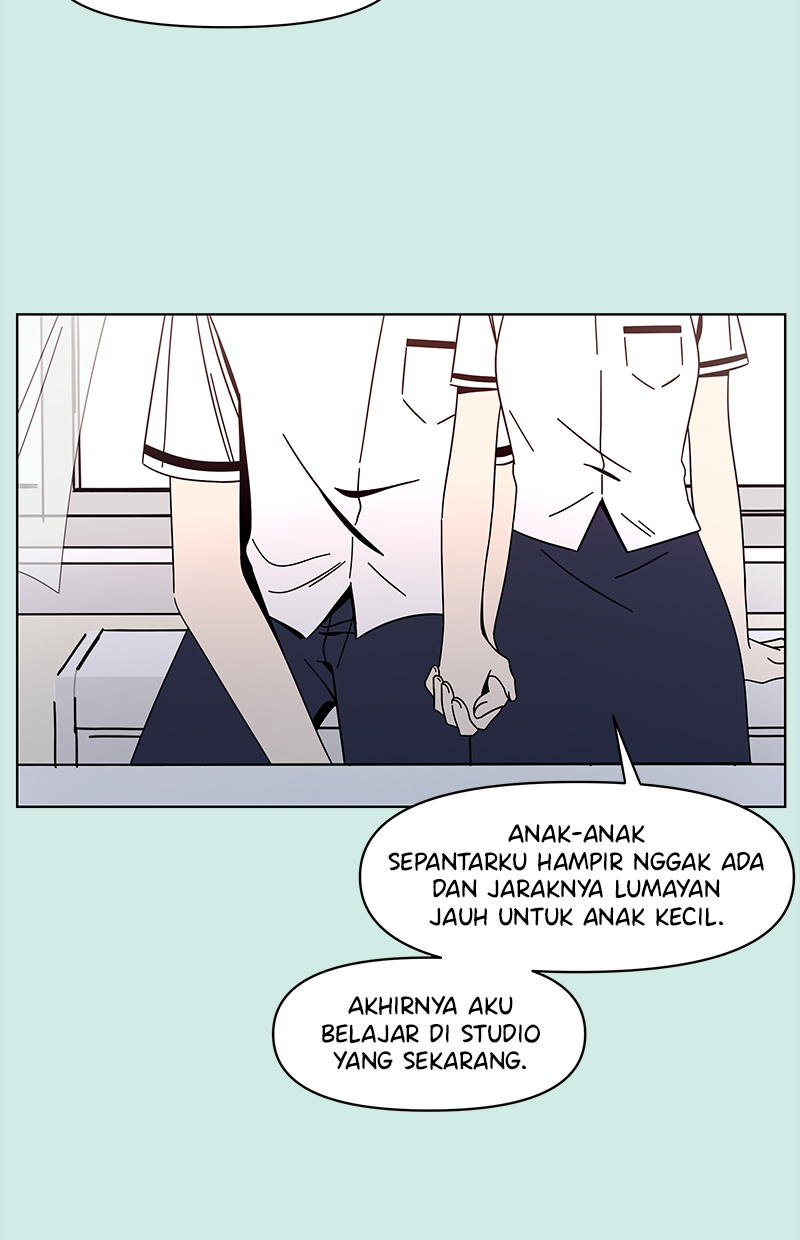 ANAK-ANAK
SEPANTARKU HAMPIR NGGAK ADA
DAN JARAKNYA LUMAYAN
JAUH UNTUK ANAK KECIL.
AKHIRNYA AKU
BELAJAR DI STUDIO
YANG SEKARANG.